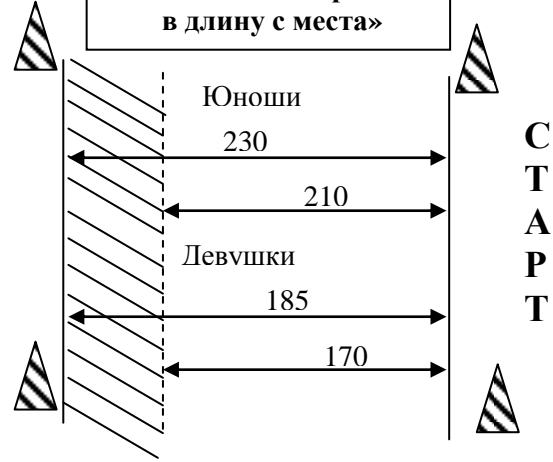 в длину с места»
Юноши
230
210
Девушки
185
170
С
Т
А
Р
Т